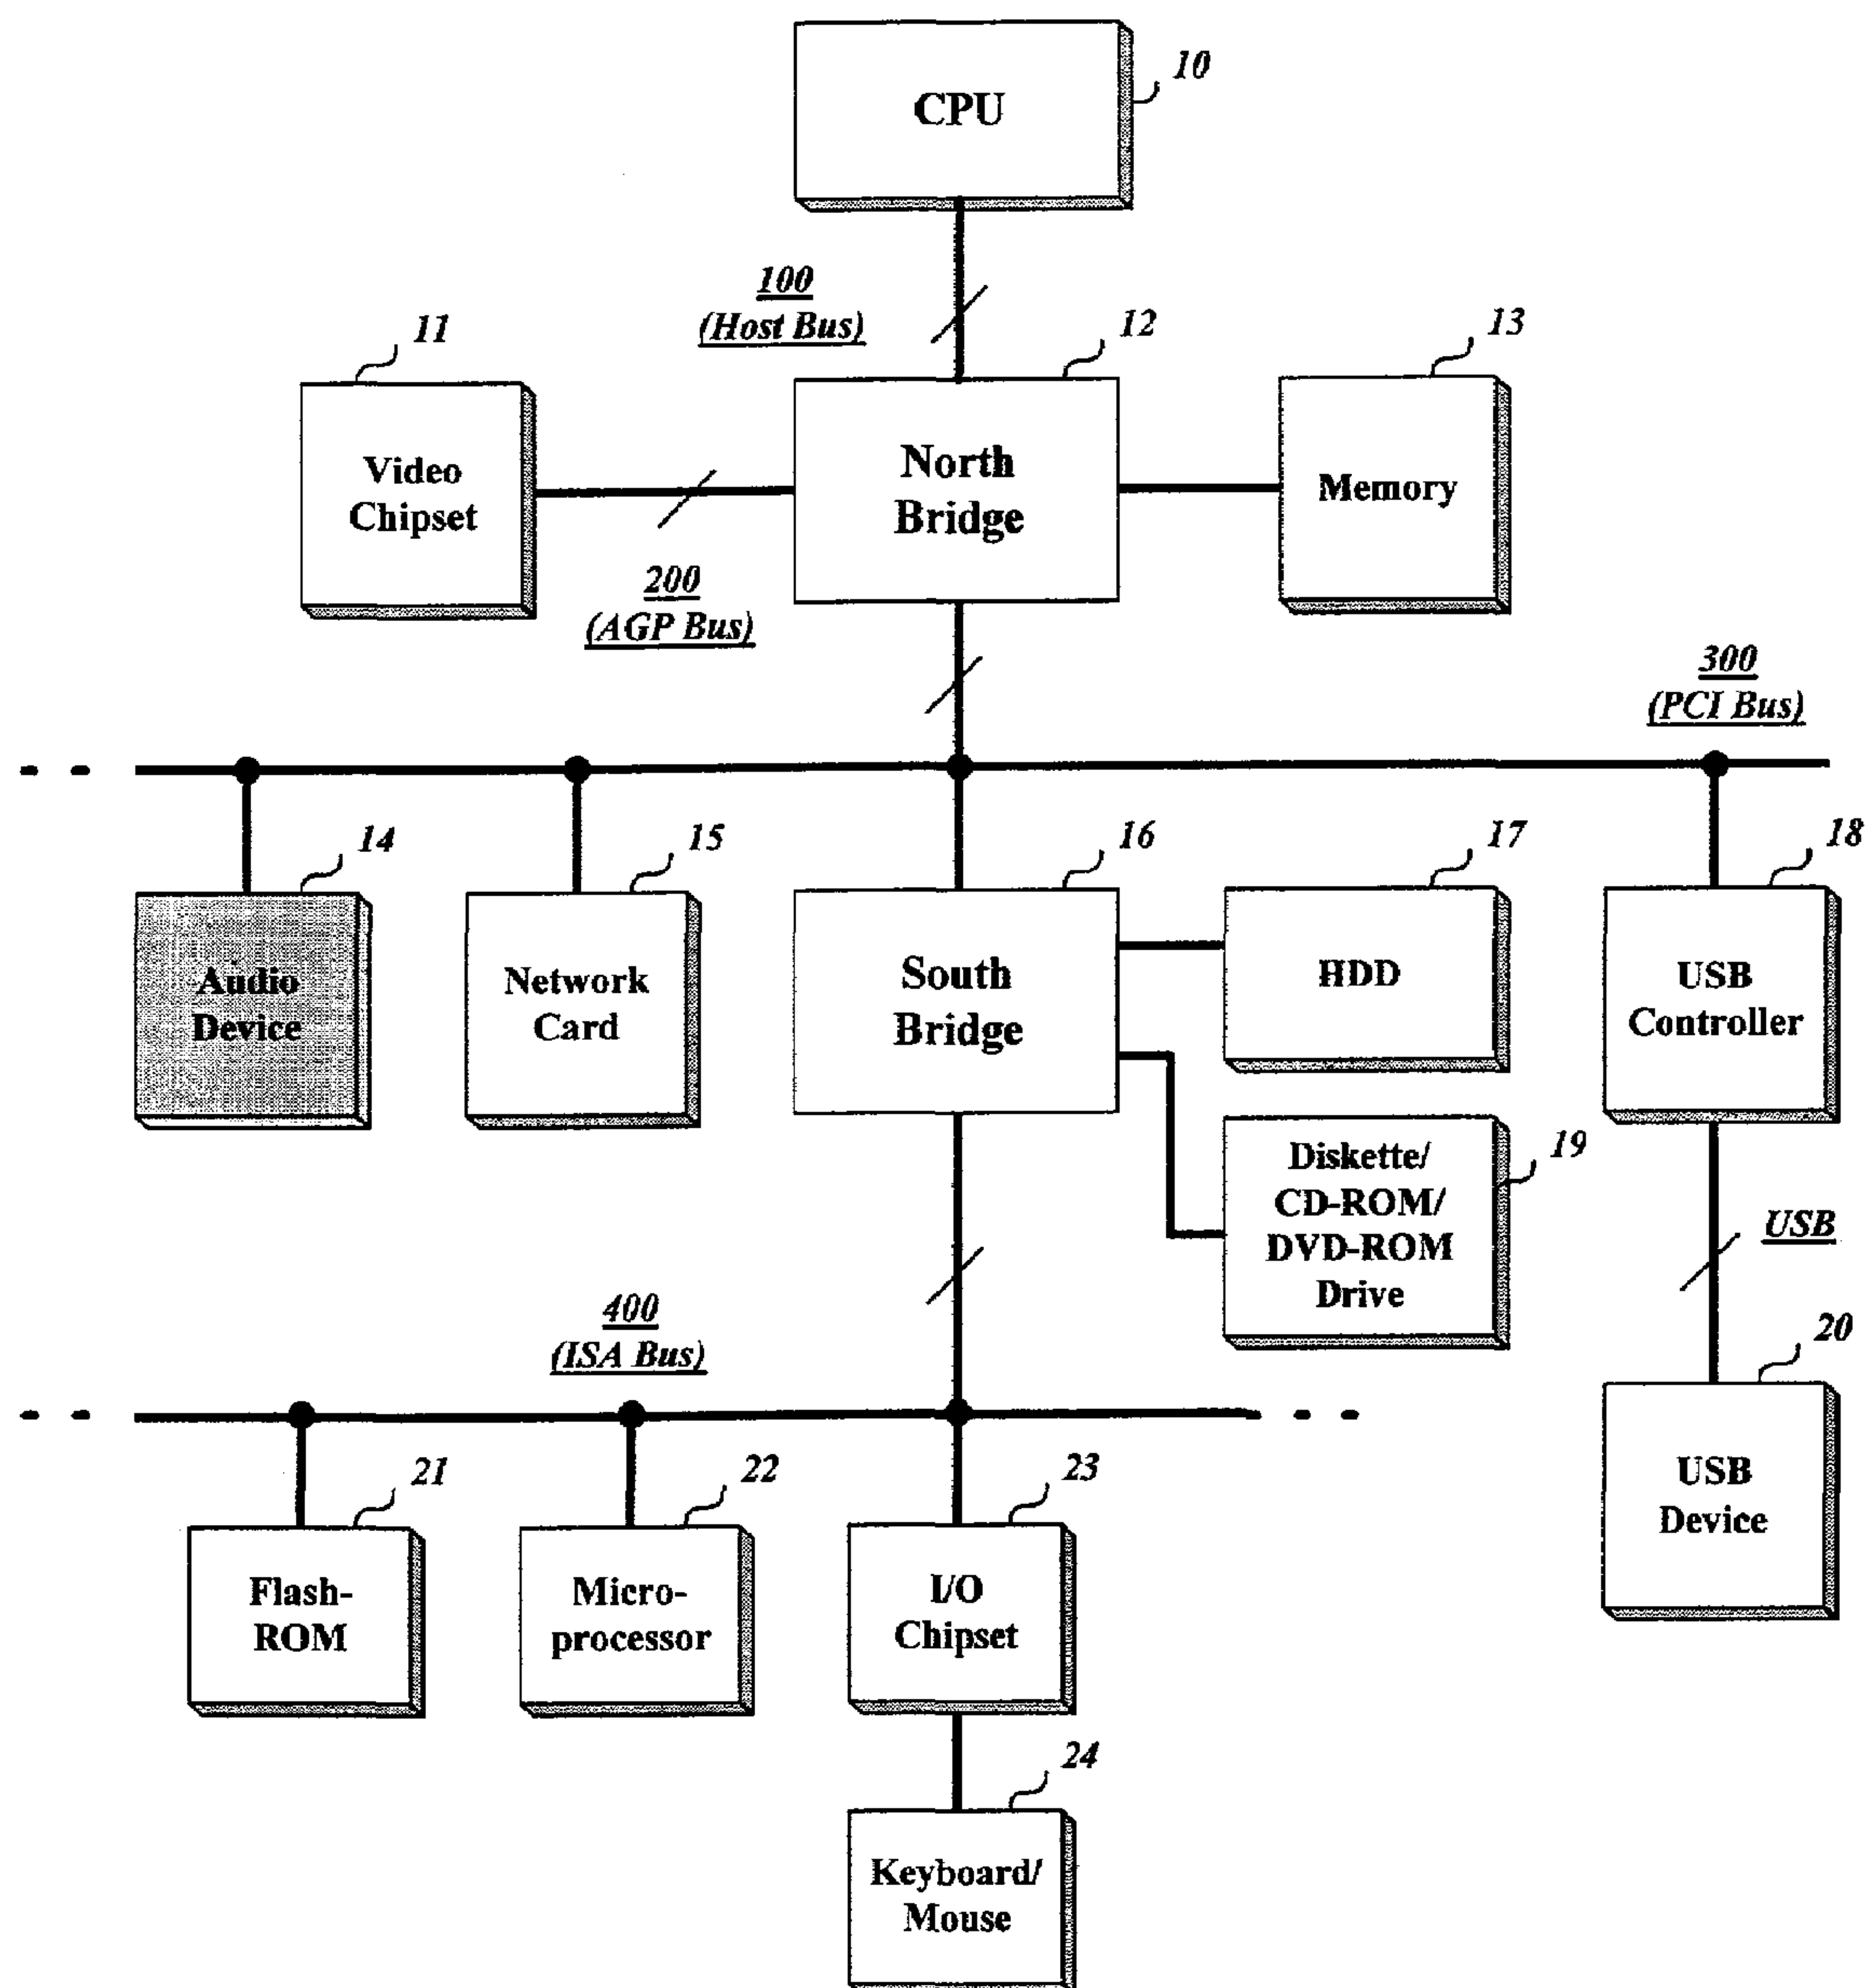 10
CPU
100
(Host Bus)
11
12
13
Video
Chipset
North
Bridge
Memory
200
(AGP Bus)
300
(PCI Bus)
14
15
16
17
18
Audio
Device
Network
Card
South
Bridge
HDD
USB
Controller
19
Diskette/
CD-ROM/
DVD-ROM
Drive
USB
400
(ISA Bus)
20
21
22
23
USB
Device
Flash-
ROM
Micro-
processor
I/O
Chipset
24
Keyboard/
Mouse